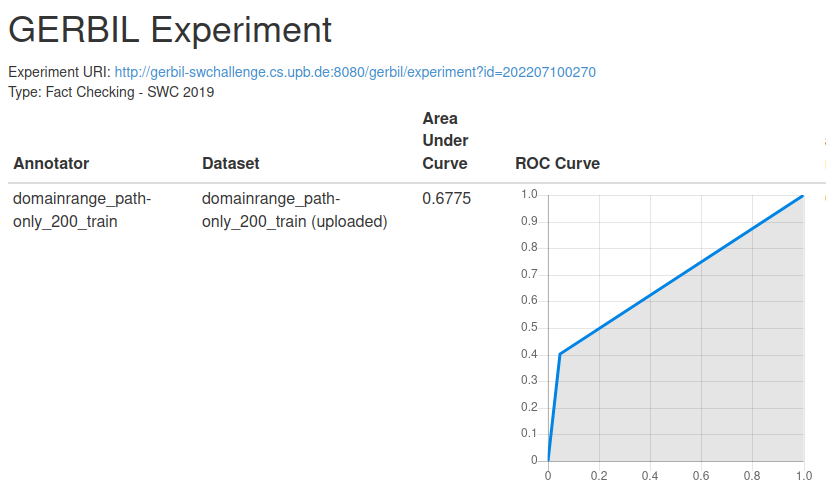 GERBIL Experiment
Experiment URI: http://gerbil-swchallenge.cs.upb.de:8080/gerbil/experiment?id=202207100270
Type: Fact Checking - SWC 2019
Area
Under
Annotator Dataset Curve ROC Curve
domainrange_path- domainrange_path- 0.6775
only_200_train only_200_train (uploaded)
1.0
0.9
0.8
0.7
0.6
0.5
0.4
0.3
0.2
0.1
0
0 0.2 0.4 0.6 0.8 1.0